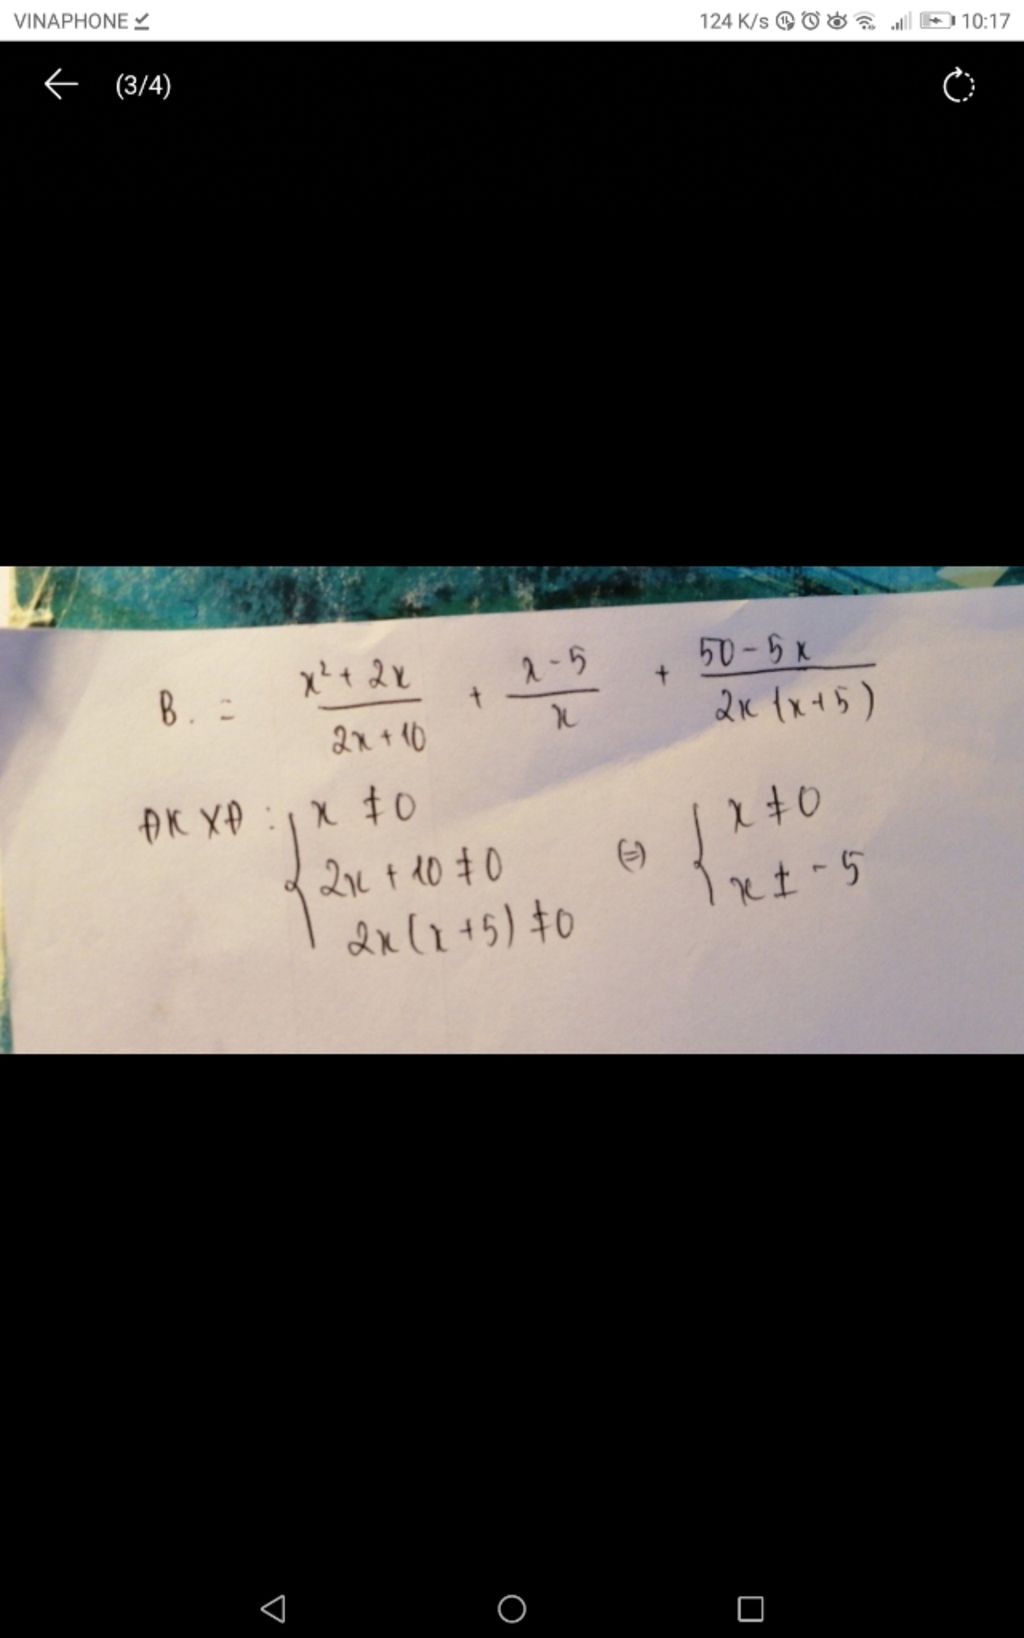 VINAPHONE 124 K/s 10:17
(3/4)
B. = (x² + 2x)/(2x + 10) + (x - 5)/x + (50 - 5x)/(2x(x+5))
ĐKXĐ : { x ≠ 0
2x + 10 ≠ 0 (=) { x ≠ 0
2x(x+5) ≠ 0 x ≠ -5